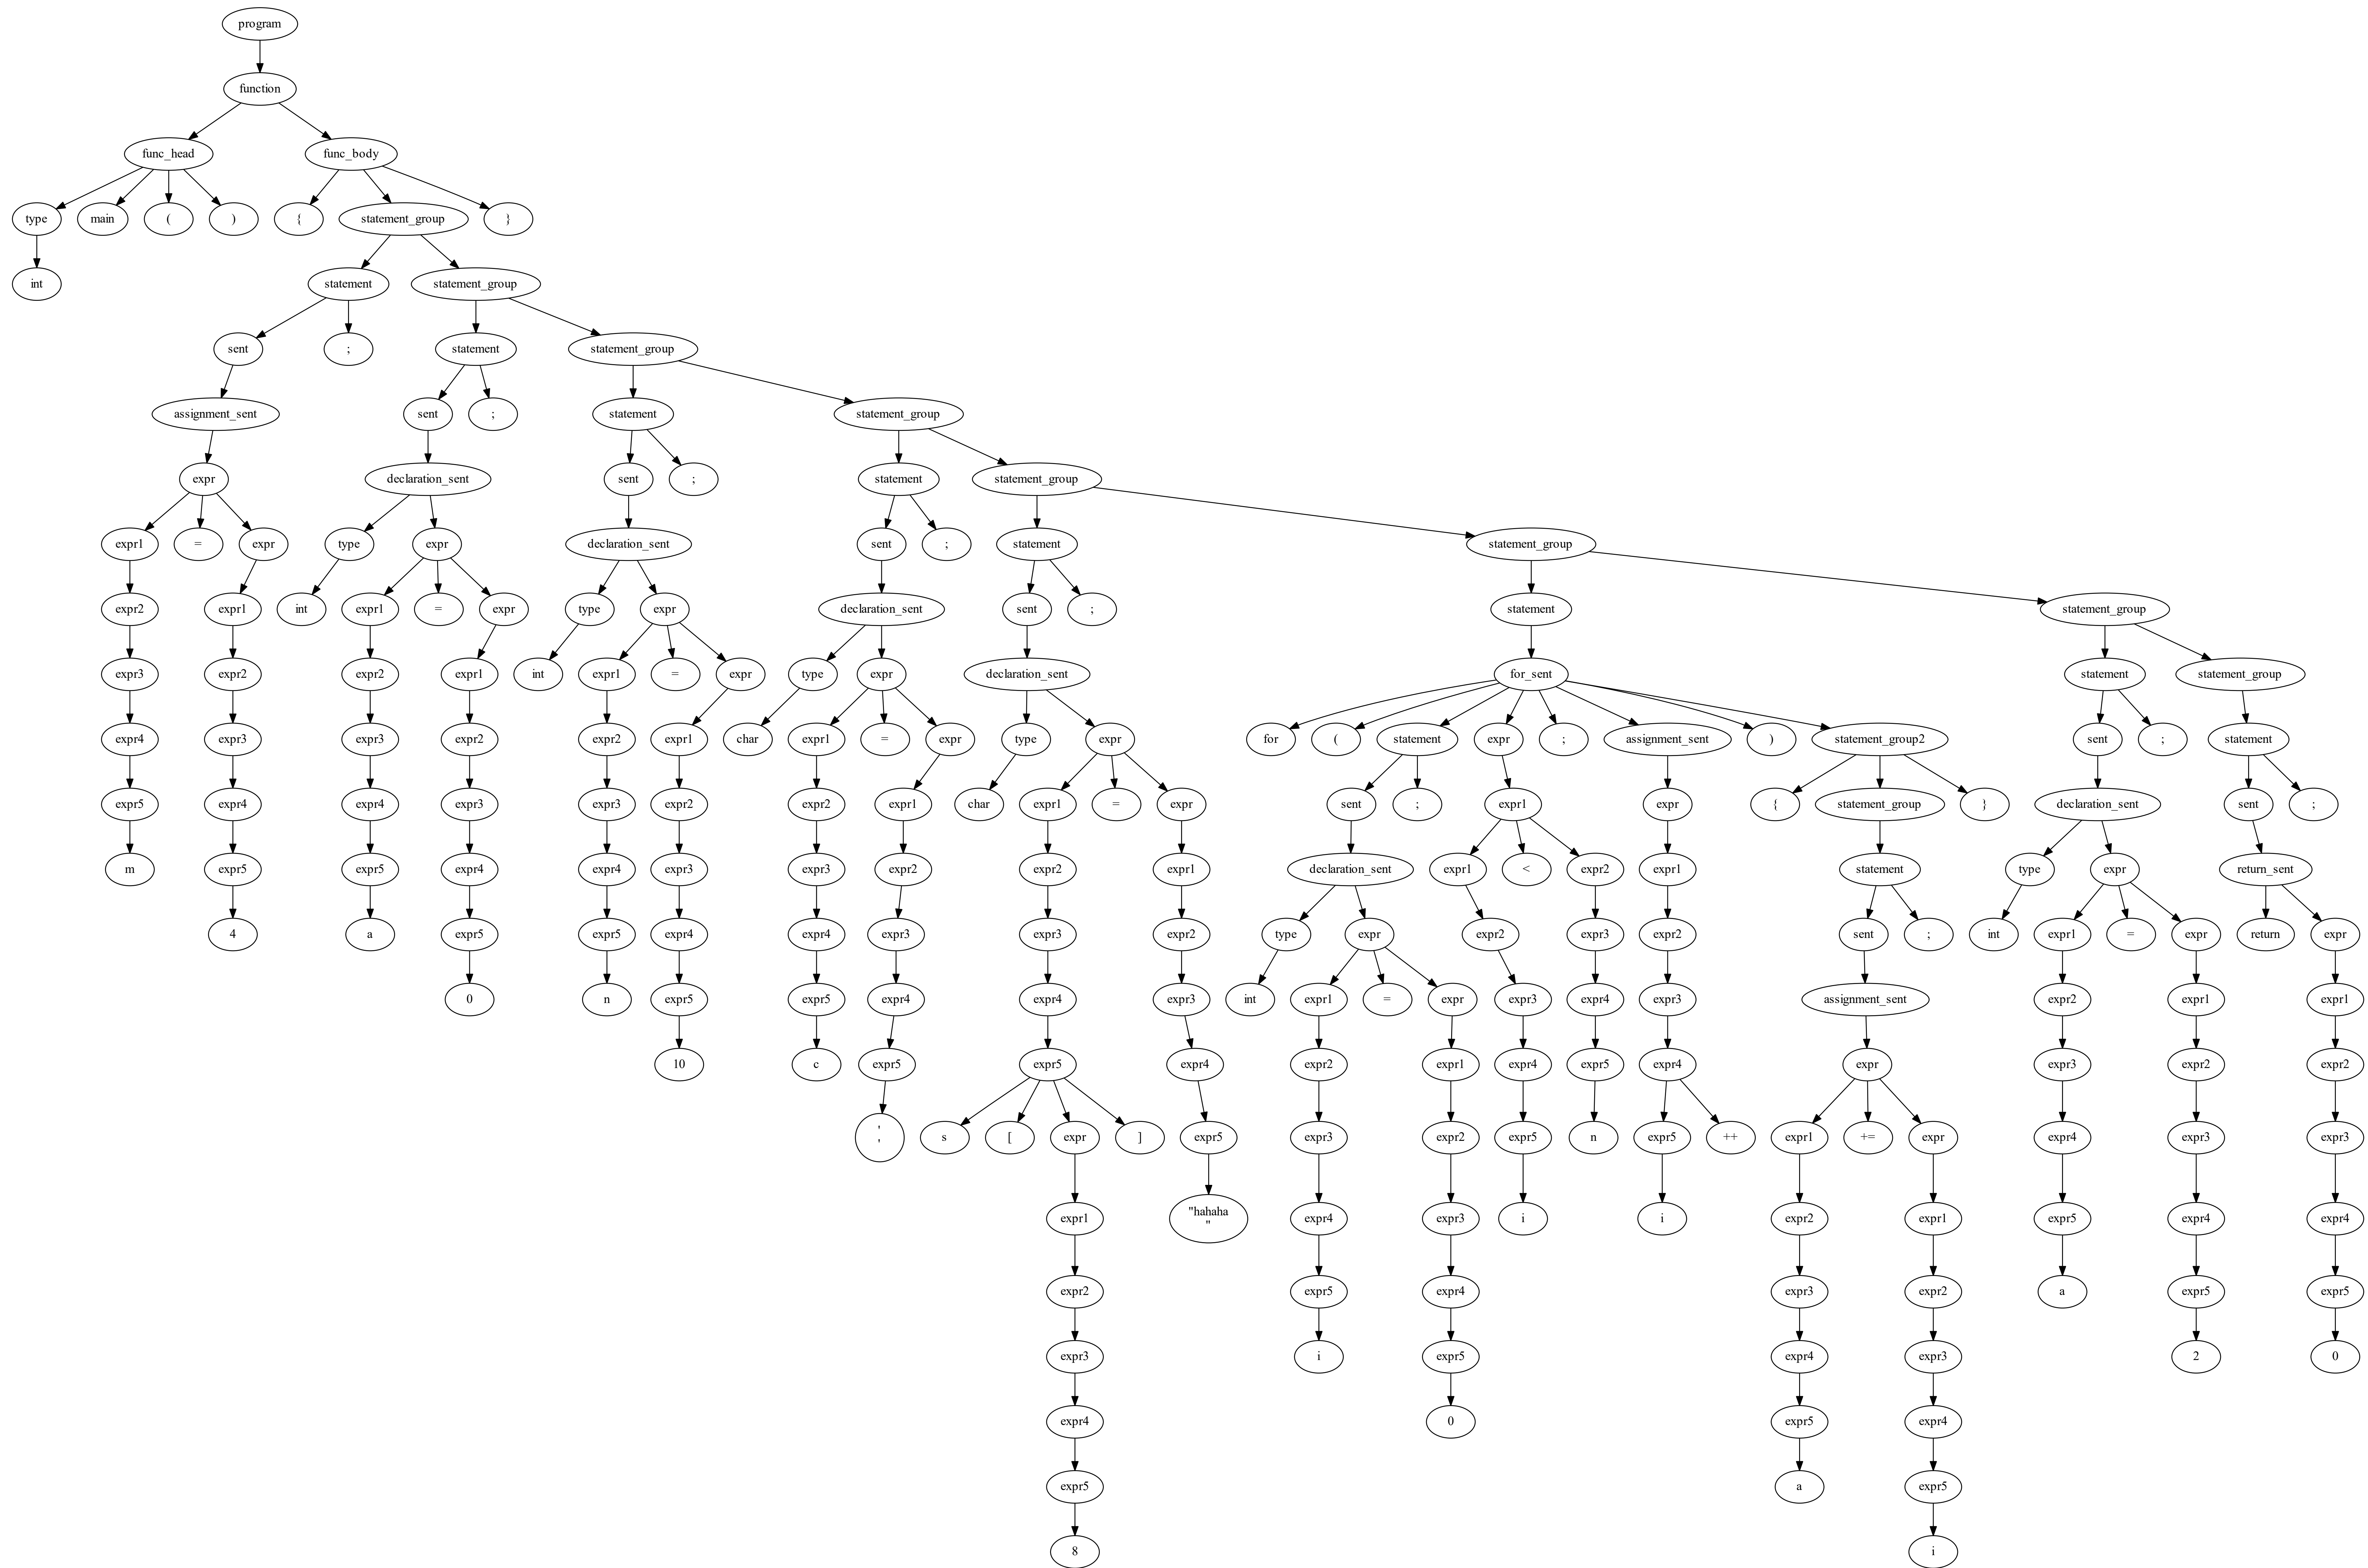 program
function
func_head func_body
type main ( ) { statement_group }
int statement statement_group
sent ; statement statement_group
assignment_sent sent ; statement statement_group
expr declaration_sent sent ; statement statement_group
expr1 = expr type expr declaration_sent sent ; statement statement_group
expr2 expr1 int expr1 = expr type expr declaration_sent sent ; statement statement_group
expr3 expr2 expr2 expr1 int expr1 = expr type expr declaration_sent for_sent statement statement_group
expr4 expr3 expr3 expr2 expr2 expr1 char expr1 = expr type expr for ( statement expr ; assignment_sent ) statement_group2 sent ; statement
expr5 expr4 expr4 expr3 expr3 expr2 expr2 expr1 char expr1 = expr sent ; expr1 expr { statement_group } declaration_sent sent ;
m expr5 expr5 expr4 expr4 expr3 expr3 expr2 expr2 expr1 declaration_sent expr1 < expr2 expr1 statement type expr return_sent
4 a expr5 expr5 expr4 expr4 expr3 expr3 expr2 type expr expr2 expr3 expr2 sent ; int expr1 = expr return expr
0 n expr5 expr5 expr4 expr4 expr3 int expr1 = expr expr3 expr4 expr3 assignment_sent expr2 expr1 expr1
10 c expr5 expr5 expr4 expr2 expr1 expr4 expr5 expr4 expr expr3 expr2 expr2
'
'
s [ expr ] expr5 expr3 expr2 expr5 n expr5 ++ expr1 += expr expr4 expr3 expr3
expr1
"hahaha
"
expr4 expr3 i i expr2 expr1 expr5 expr4 expr4
expr2 expr5 expr4 expr3 expr2 a expr5 expr5
expr3 i expr5 expr4 expr3 2 0
expr4 0 expr5 expr4
expr5 a expr5
8 i